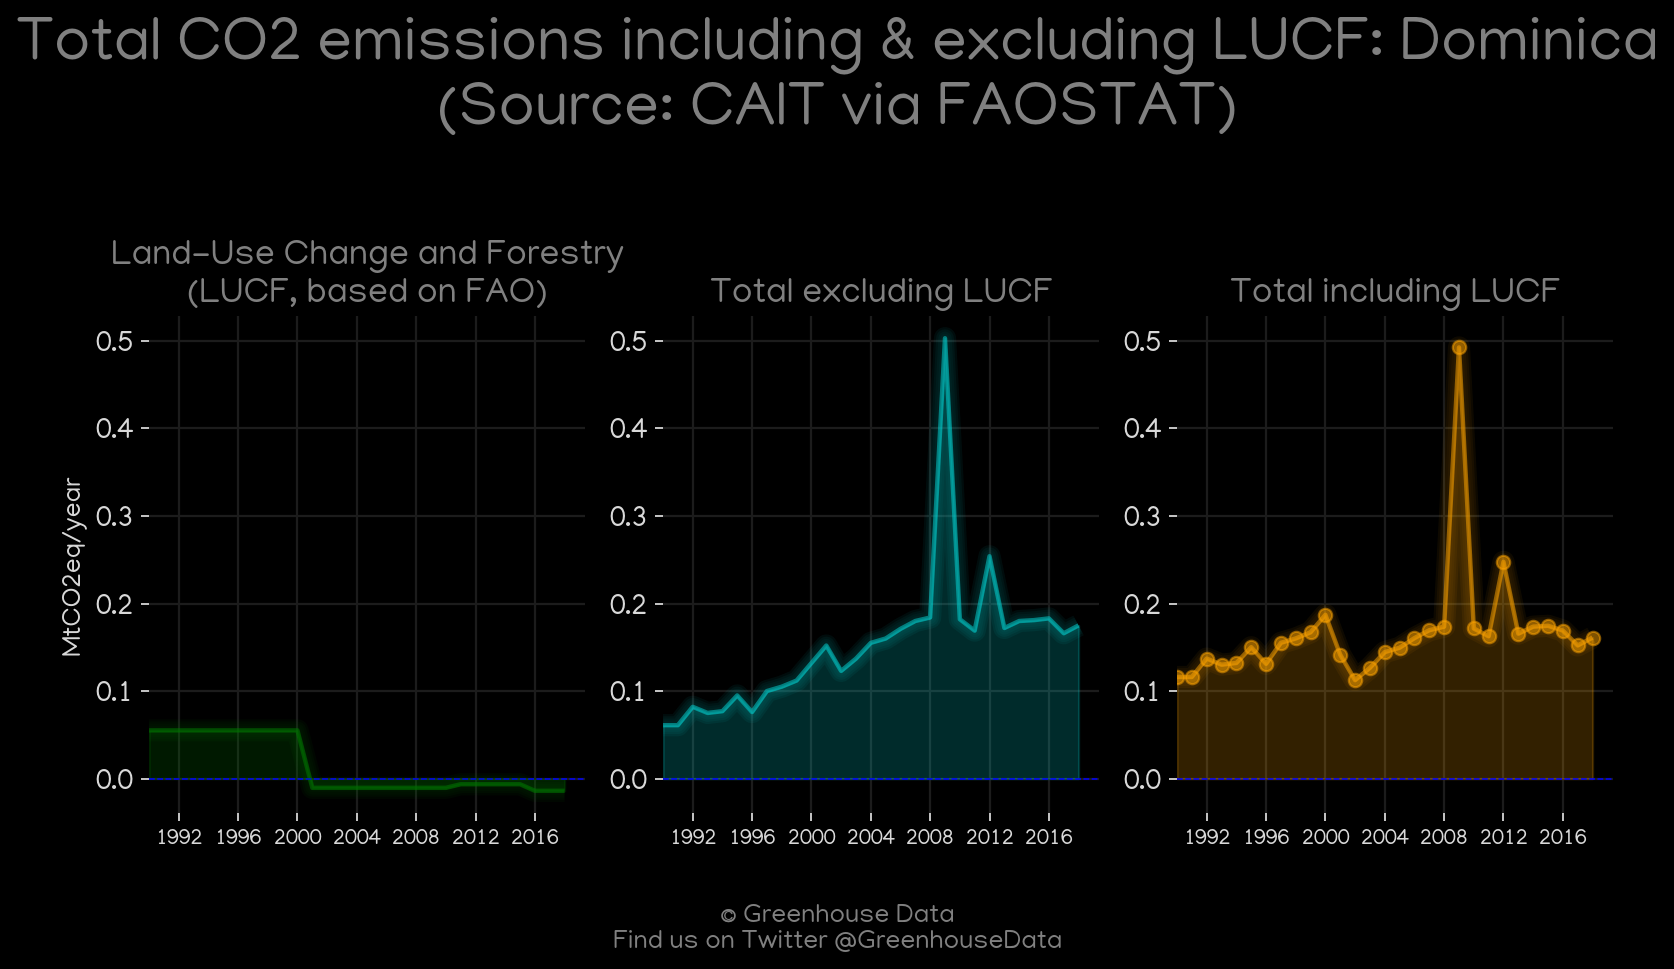 Total CO2 emissions including & excluding LUCF: Dominica
(Source: CAIT via FAOSTAT)
Land-Use Change and Forestry
(LUCF, based on FAO)
Total excluding LUCF
Total including LUCF
MtCO2eq/year
0.5
0.4
0.3
0.2
0.1
0.0
1992 1996 2000 2004 2008 2012 2016
0.5
0.4
0.3
0.2
0.1
0.0
1992 1996 2000 2004 2008 2012 2016
0.5
0.4
0.3
0.2
0.1
0.0
1992 1996 2000 2004 2008 2012 2016
© Greenhouse Data
Find us on Twitter @GreenhouseData